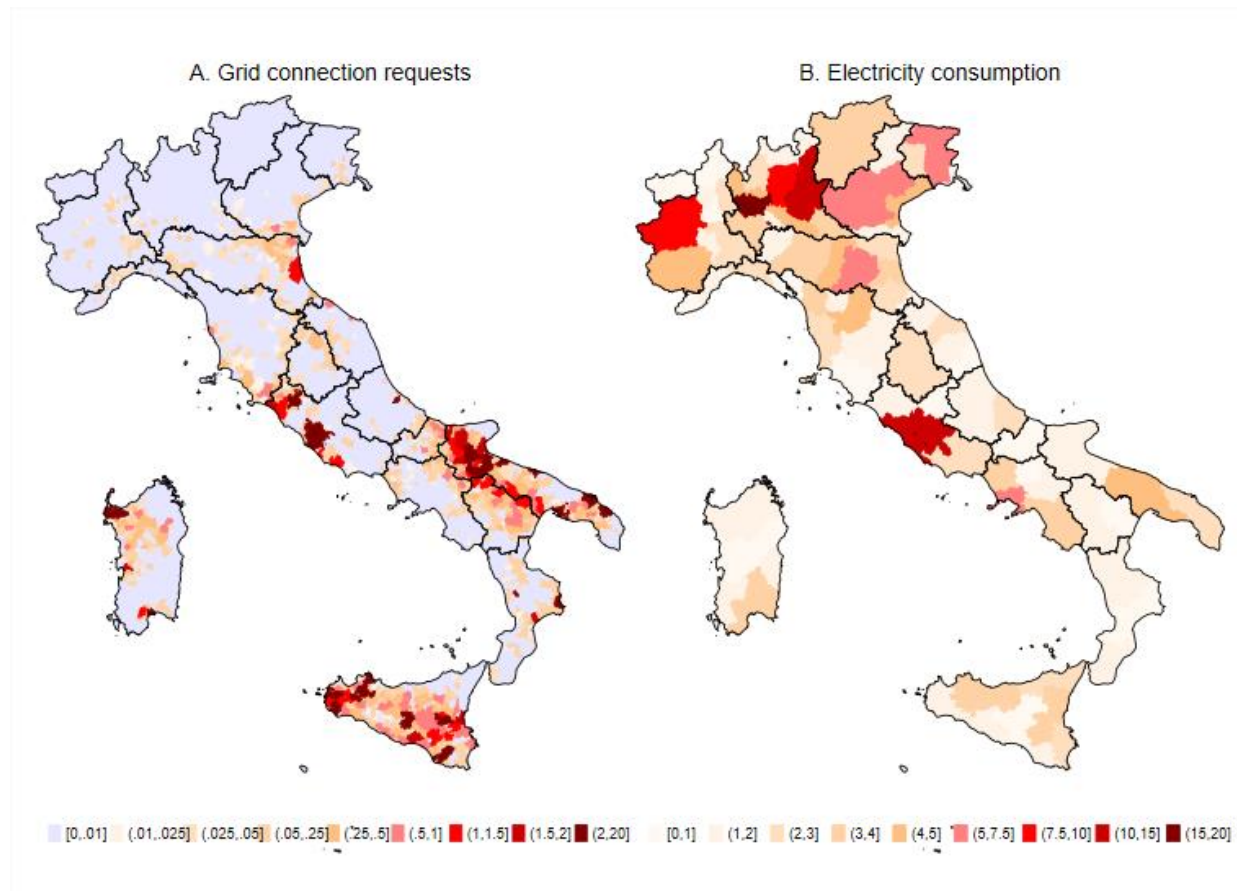 A. Grid connection requests
B. Electricity consumption
[0,.01] (.01,.025] (.025,.05] (.05,.25] (.25,.5] (.5,1] (1,1.5] (1.5,2] (2,20]
[0,1] (1,2] (2,3] (3,4] (4,5] (5,7.5] (7.5,10] (10,15] (15,20]